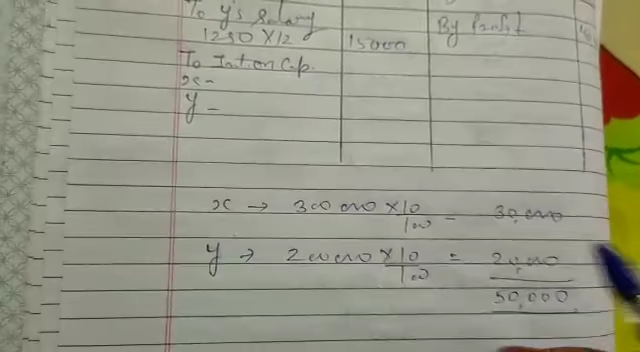 To Y's Salary
1250 X 12 15000 By Profit
To Int on Cap.
x-
y -
x → 300000 × 10/100 = 30,000
y → 200000 × 10/100 = 20,000
50,000